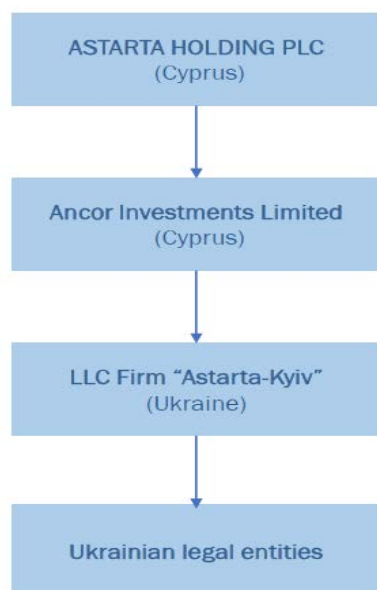 ASTARTA HOLDING PLC
(Cyprus)
Ancor Investments Limited
(Cyprus)
LLC Firm “Astarta-Kyiv”
(Ukraine)
Ukrainian legal entities